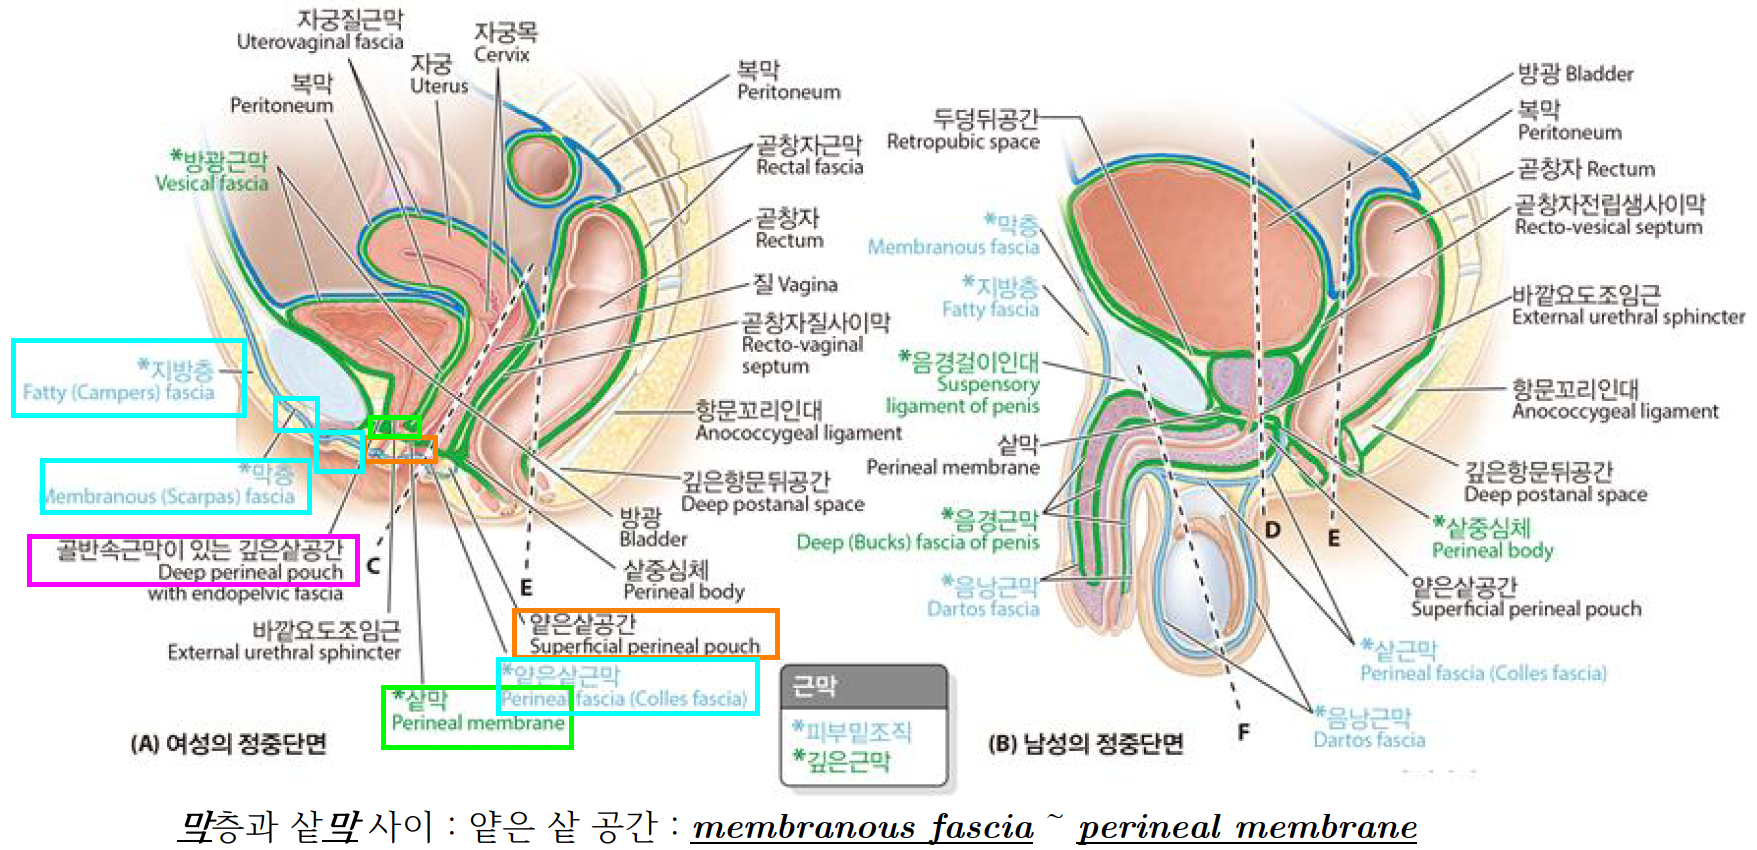 자궁질근막
Uterovaginal fascia
자궁목
Cervix
자궁
Uterus
복막
Peritoneum
*방광근막
Vesical fascia
복막
Peritoneum
곧창자근막
Rectal fascia
곧창자
Rectum
질 Vagina
곧창자질사이막
Recto-vaginal
septum
항문꼬리인대
Anococcygeal ligament
깊은항문뒤공간
Deep postanal space
방광
Bladder
샅중심체
Perineal body
*지방층
Fatty (Campers) fascia
*막층
Membranous (Scarpas) fascia
골반속근막이 있는 깊은샅공간
Deep perineal pouch
with endopelvic fascia
C
E
바깥요도조임근
External urethral sphincter
얕은샅공간
Superficial perineal pouch
*얕은샅근막
Perineal fascia (Colles fascia)
*샅막
Perineal membrane
(A) 여성의 정중단면
두덩뒤공간
Retropubic space
*막층
Membranous fascia
*지방층
Fatty fascia
*음경걸이인대
Suspensory
ligament of penis
샅막
Perineal membrane
*음경근막
Deep (Bucks) fascia of penis
*음낭근막
Dartos fascia
방광 Bladder
복막
Peritoneum
곧창자 Rectum
곧창자전립샘사이막
Recto-vesical septum
바깥요도조임근
External urethral sphincter
항문꼬리인대
Anococcygeal ligament
깊은항문뒤공간
Deep postanal space
*샅중심체
Perineal body
얕은샅공간
Superficial perineal pouch
*샅근막
Perineal fascia (Colles fascia)
*음낭근막
Dartos fascia
D
E
F
(B) 남성의 정중단면
근막
*피부밑조직
*깊은근막
막층과 샅막 사이 : 얕은 샅 공간 : membranous fascia ~ perineal membrane